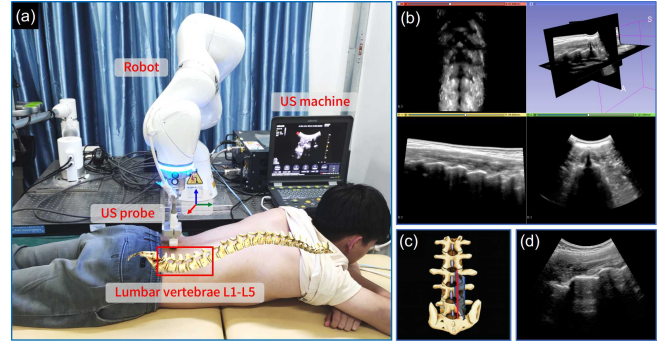 (a)
Robot
US machine
US probe
Lumbar vertebrae L1-L5
(b)
S
A
(c)
(d)